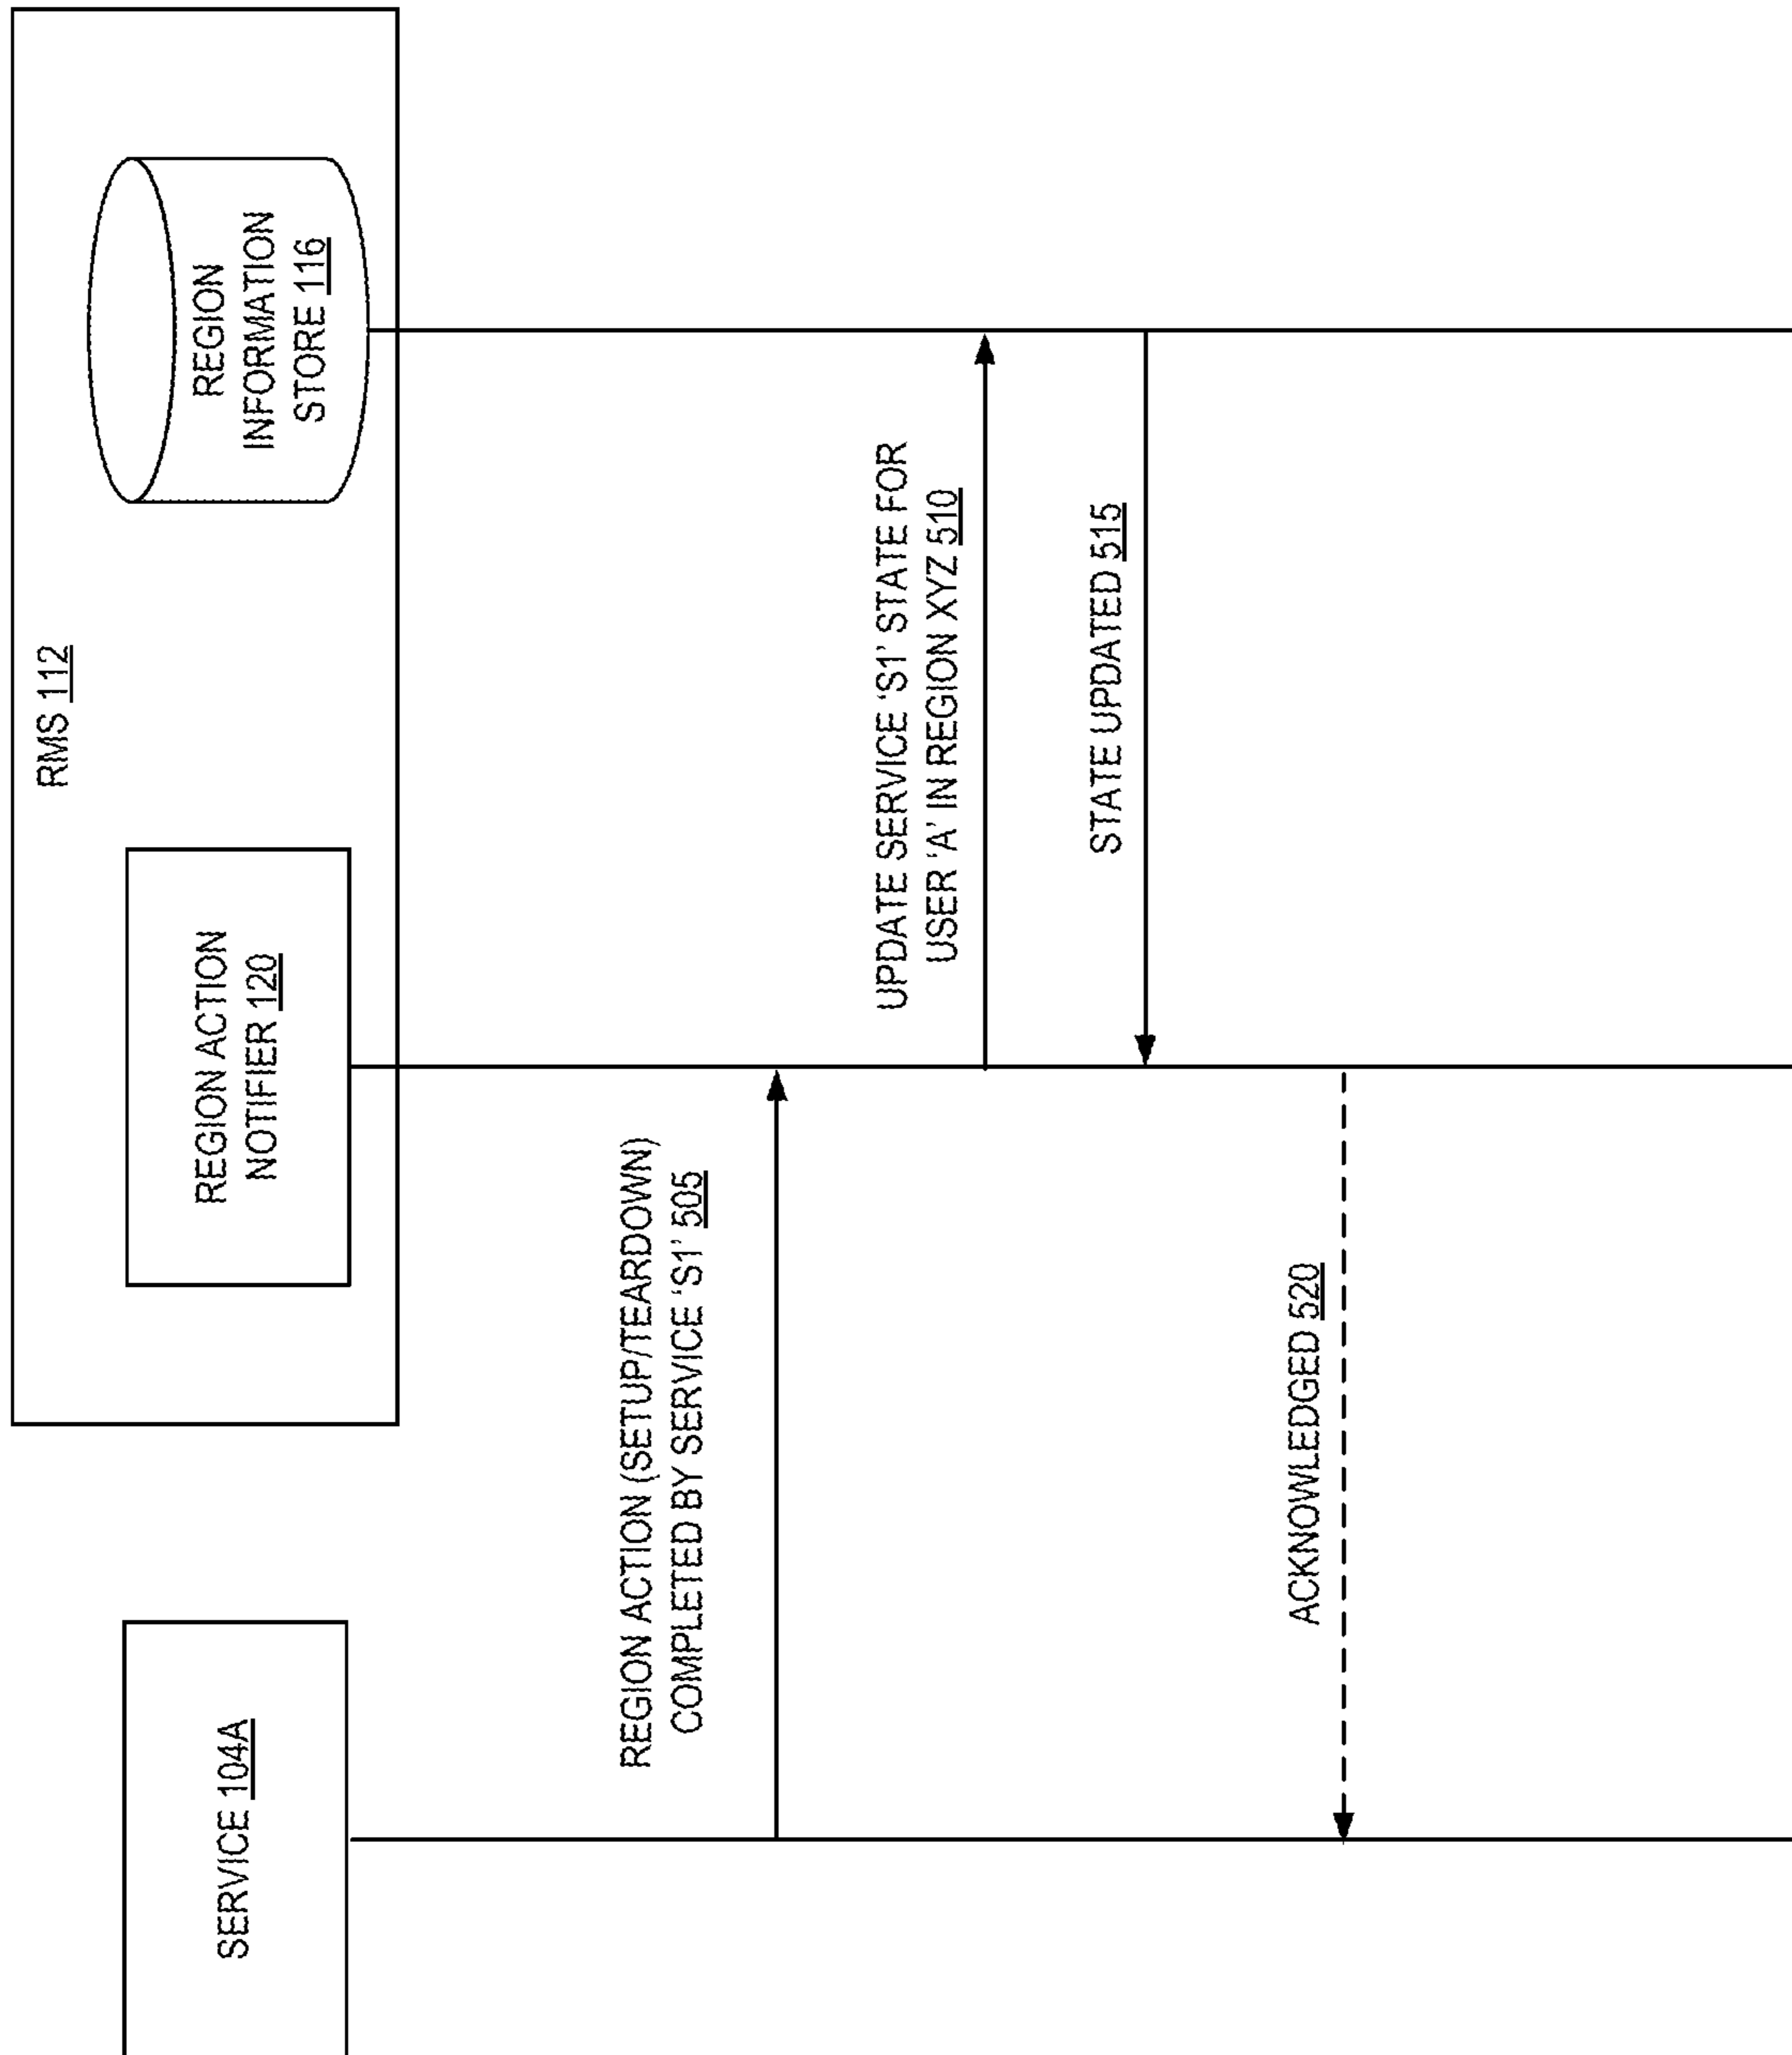 RMS 112
SERVICE 104A
REGION ACTION
NOTIFIER 120
REGION
INFORMATION
STORE 116
REGION ACTION (SETUP/TEARDOWN)
COMPLETED BY SERVICE ‘S1’ 505
UPDATE SERVICE ‘S1’ STATE FOR
USER ‘A’ IN REGION XYZ 510
STATE UPDATED 515
ACKNOWLEDGED 520